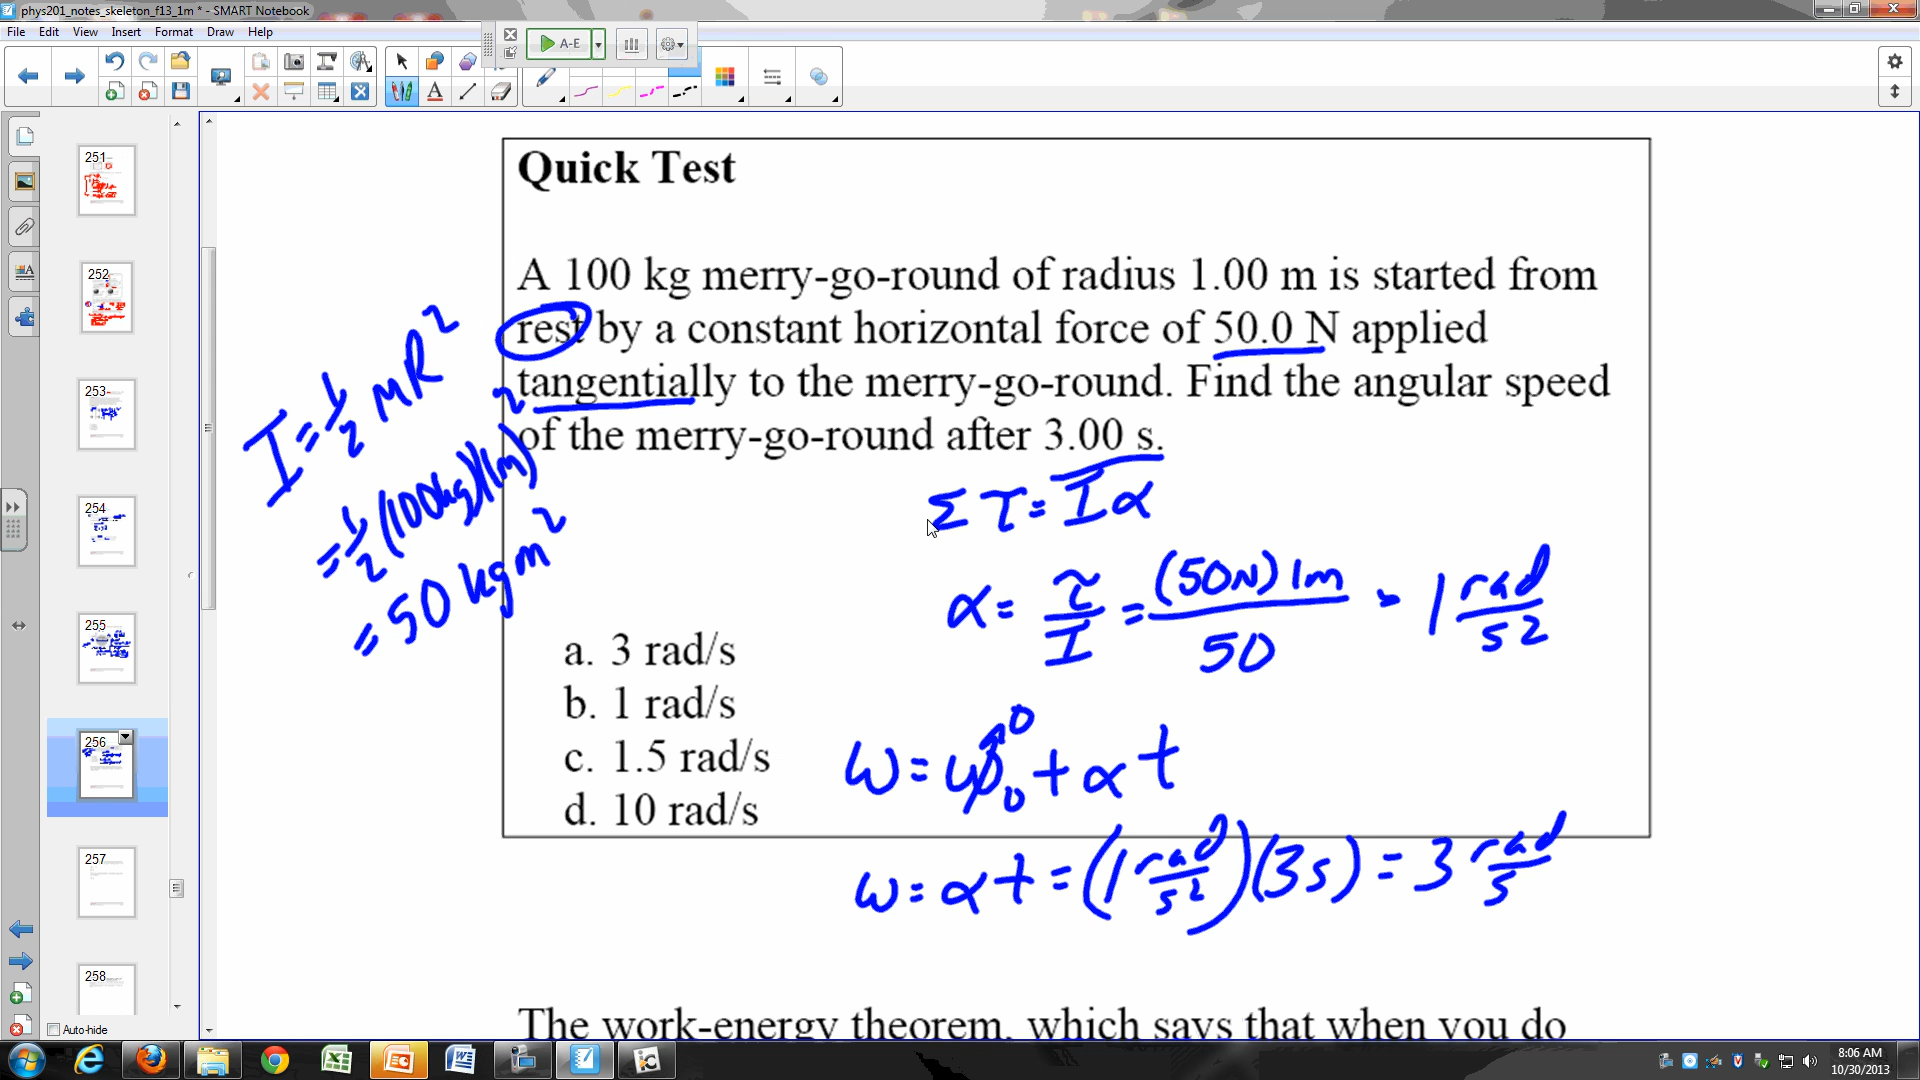 phys201_notes_skeleton_f13_1m * - SMART Notebook
File Edit View Insert Format Draw Help
A-E
251
252
253
254
255
256
257
258
Auto-hide
Quick Test
A 100 kg merry-go-round of radius 1.00 m is started from
rest by a constant horizontal force of 50.0 N applied
tangentially to the merry-go-round. Find the angular speed
of the merry-go-round after 3.00 s.
I = 1/2 MR²
= 1/2 (100kg)(1m)²
= 50 kgm²
Σ τ = I α
α = τ/I = (50N) 1m / 50 = 1 rad/s²
a. 3 rad/s
b. 1 rad/s
c. 1.5 rad/s
d. 10 rad/s
ω = ω₀ + α t
0
ω = α t = (1 rad/s²)(3s) = 3 rad/s
The work-energy theorem, which says that when you do
8:06 AM
10/30/2013